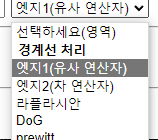 엣지1(유사 연산자)
선택하세요(영역)
경계선 처리
엣지1(유사 연산자)
엣지2(차 연산자)
라플라시안
DoG
prewitt